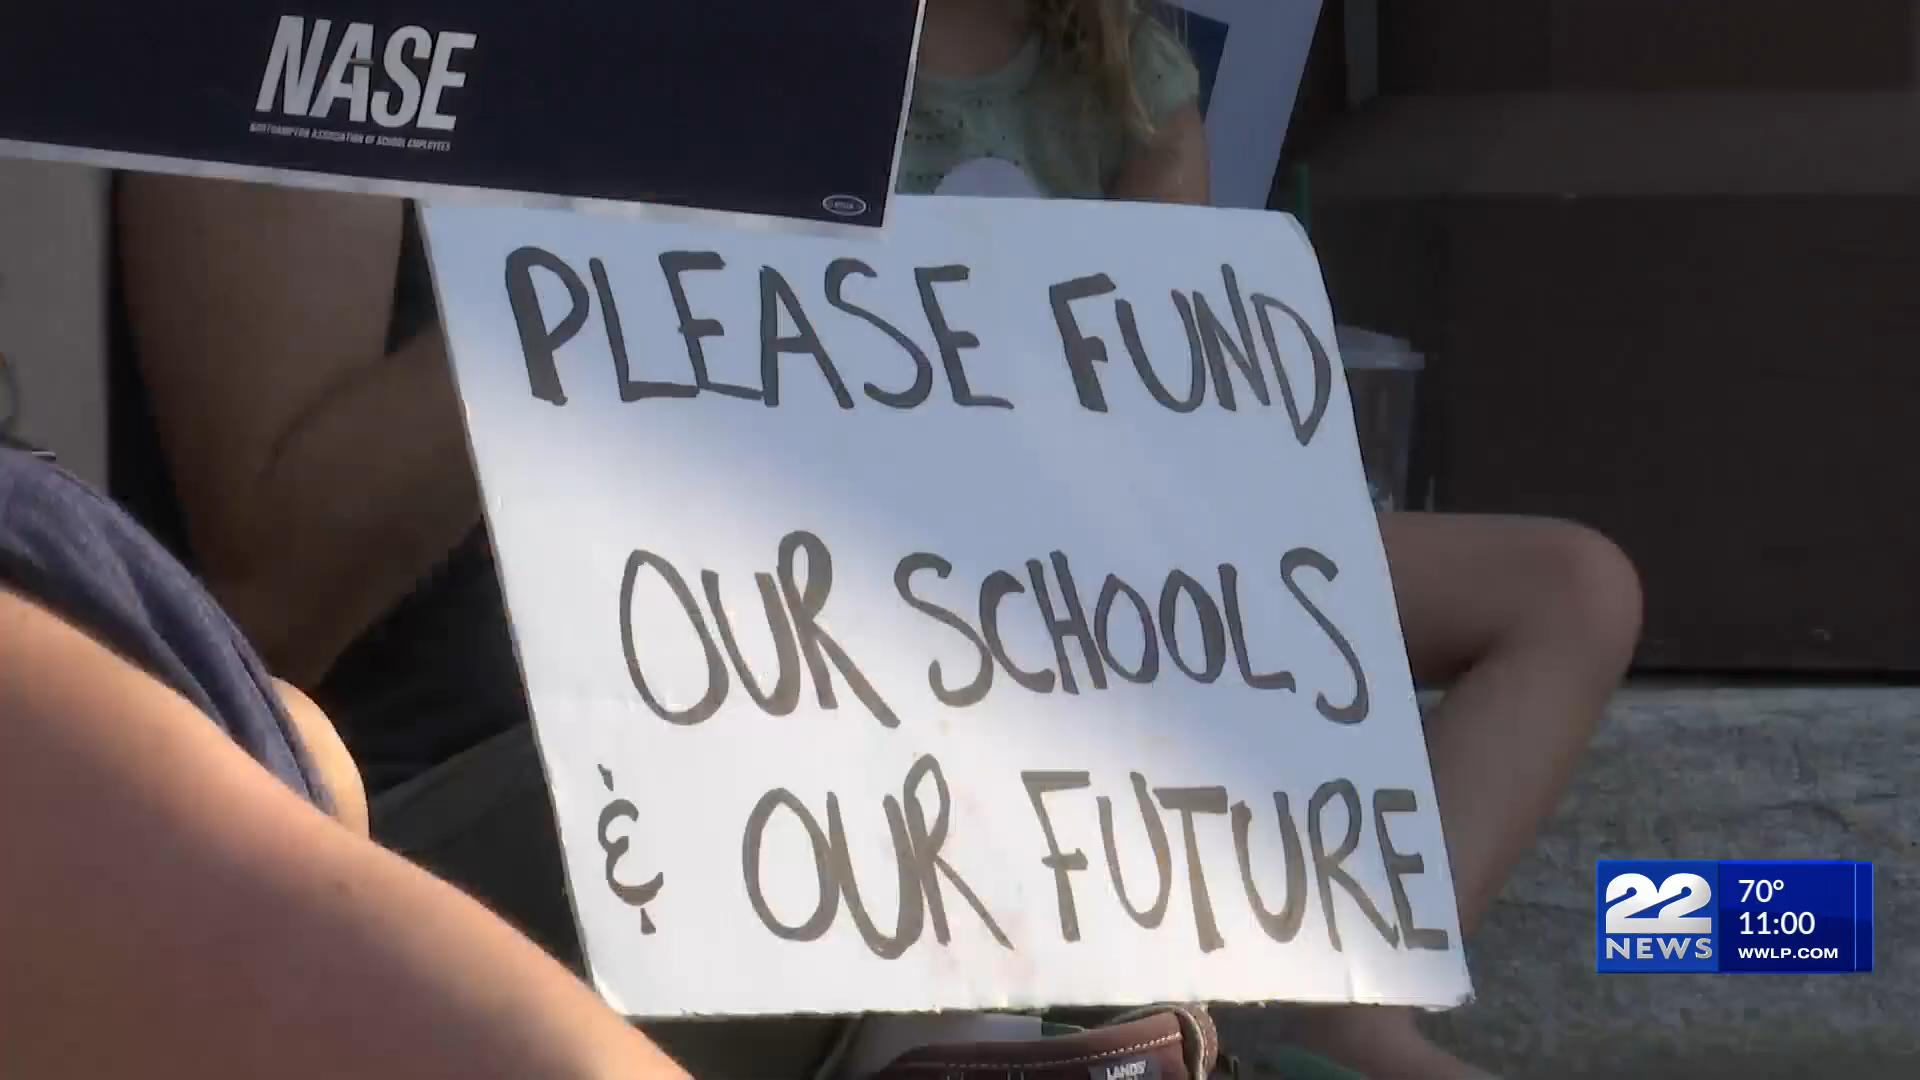 NASE
NORTHAMPTON ASSOCIATION OF SCHOOL EMPLOYEES
PLEASE FUND
OUR SCHOOLS
& OUR FUTURE
22
NEWS
70°
11:00
WWLP.COM
LANDS'